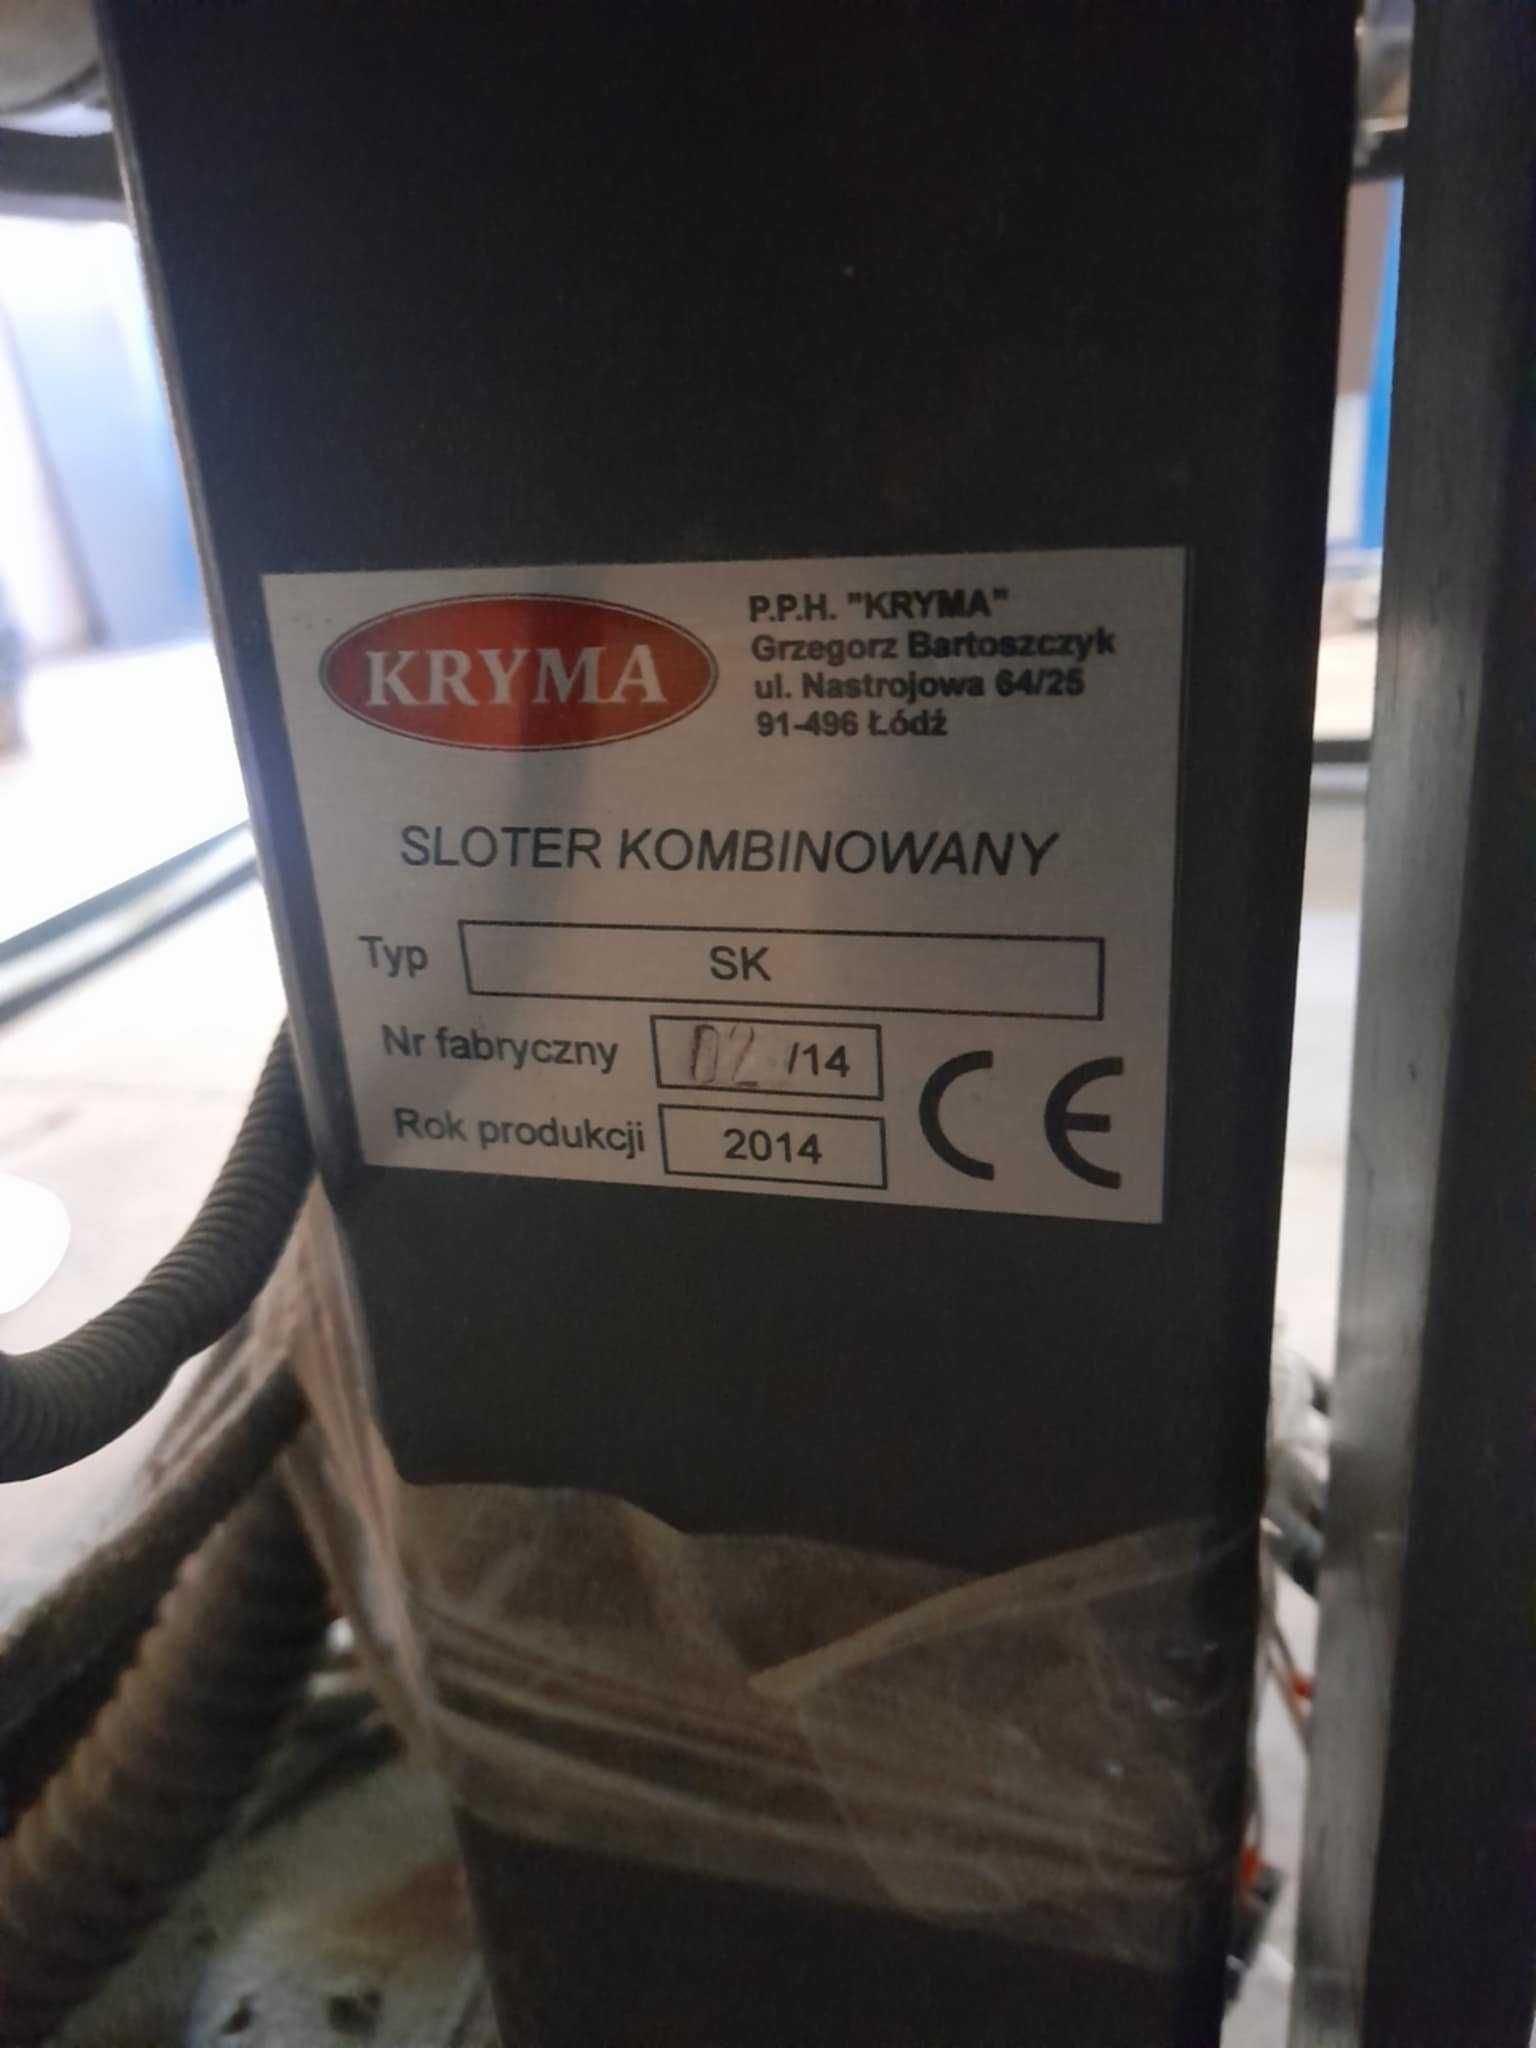 KRYMA
P.P.H. "KRYMA"
Grzegorz Bartoszczyk
ul. Nastrojowa 64/25
91-496 Łódź
SLOTER KOMBINOWANY
Typ SK
Nr fabryczny 02 /14
Rok produkcji 2014
CE